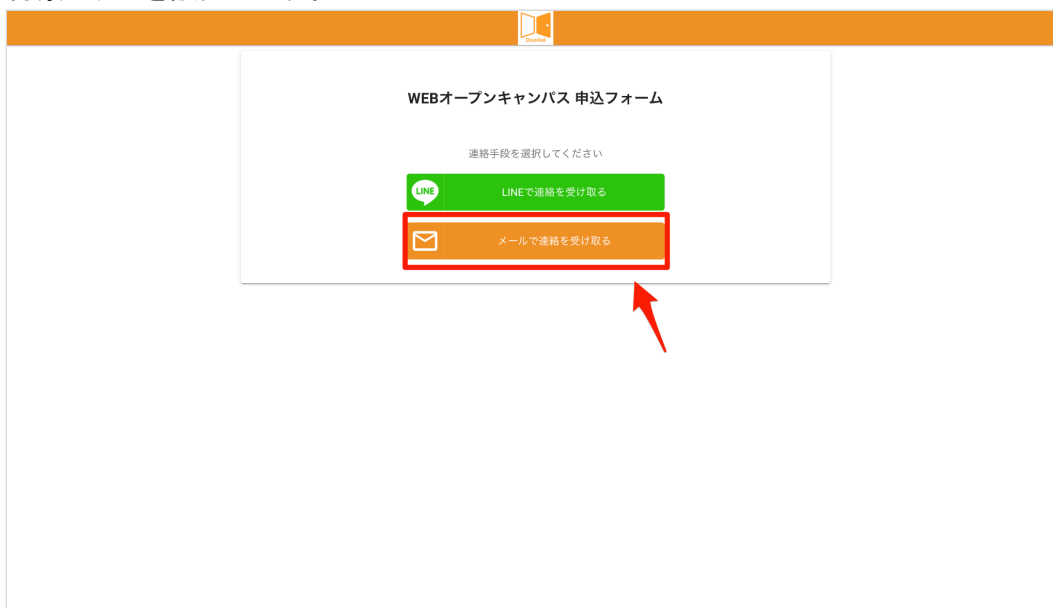 WEBオープンキャンパス 申込フォーム
連絡手段を選択してください
LINE
LINEで連絡を受け取る
メールで連絡を受け取る